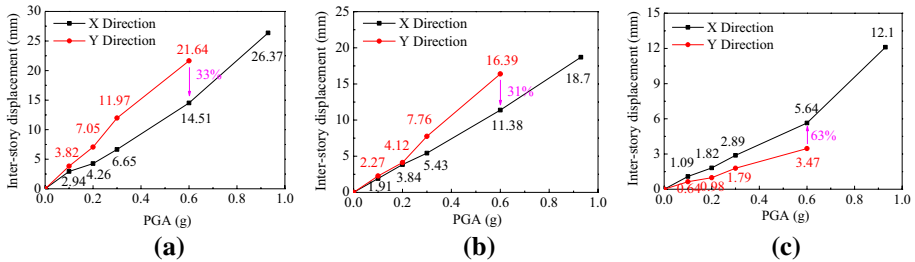 Inter-story displacement (mm)
30
25
20
15
10
5
0
X Direction
Y Direction
21.64
33%
26.37
11.97
14.51
7.05
3.82
6.65
4.26
2.94
0.0 0.2 0.4 0.6 0.8 1.0
PGA (g)
(a)
Inter-story displacement (mm)
25
20
15
10
5
0
X Direction
Y Direction
16.39
31%
18.7
7.76
11.38
4.12
2.27
5.43
3.84
1.91
0.0 0.2 0.4 0.6 0.8 1.0
PGA (g)
(b)
Inter-story displacement (mm)
15
12
9
6
3
0
X Direction
Y Direction
12.1
5.64
2.89
63%
1.82
1.09
3.47
1.79
0.98
0.64
0.0 0.2 0.4 0.6 0.8 1.0
PGA (g)
(c)